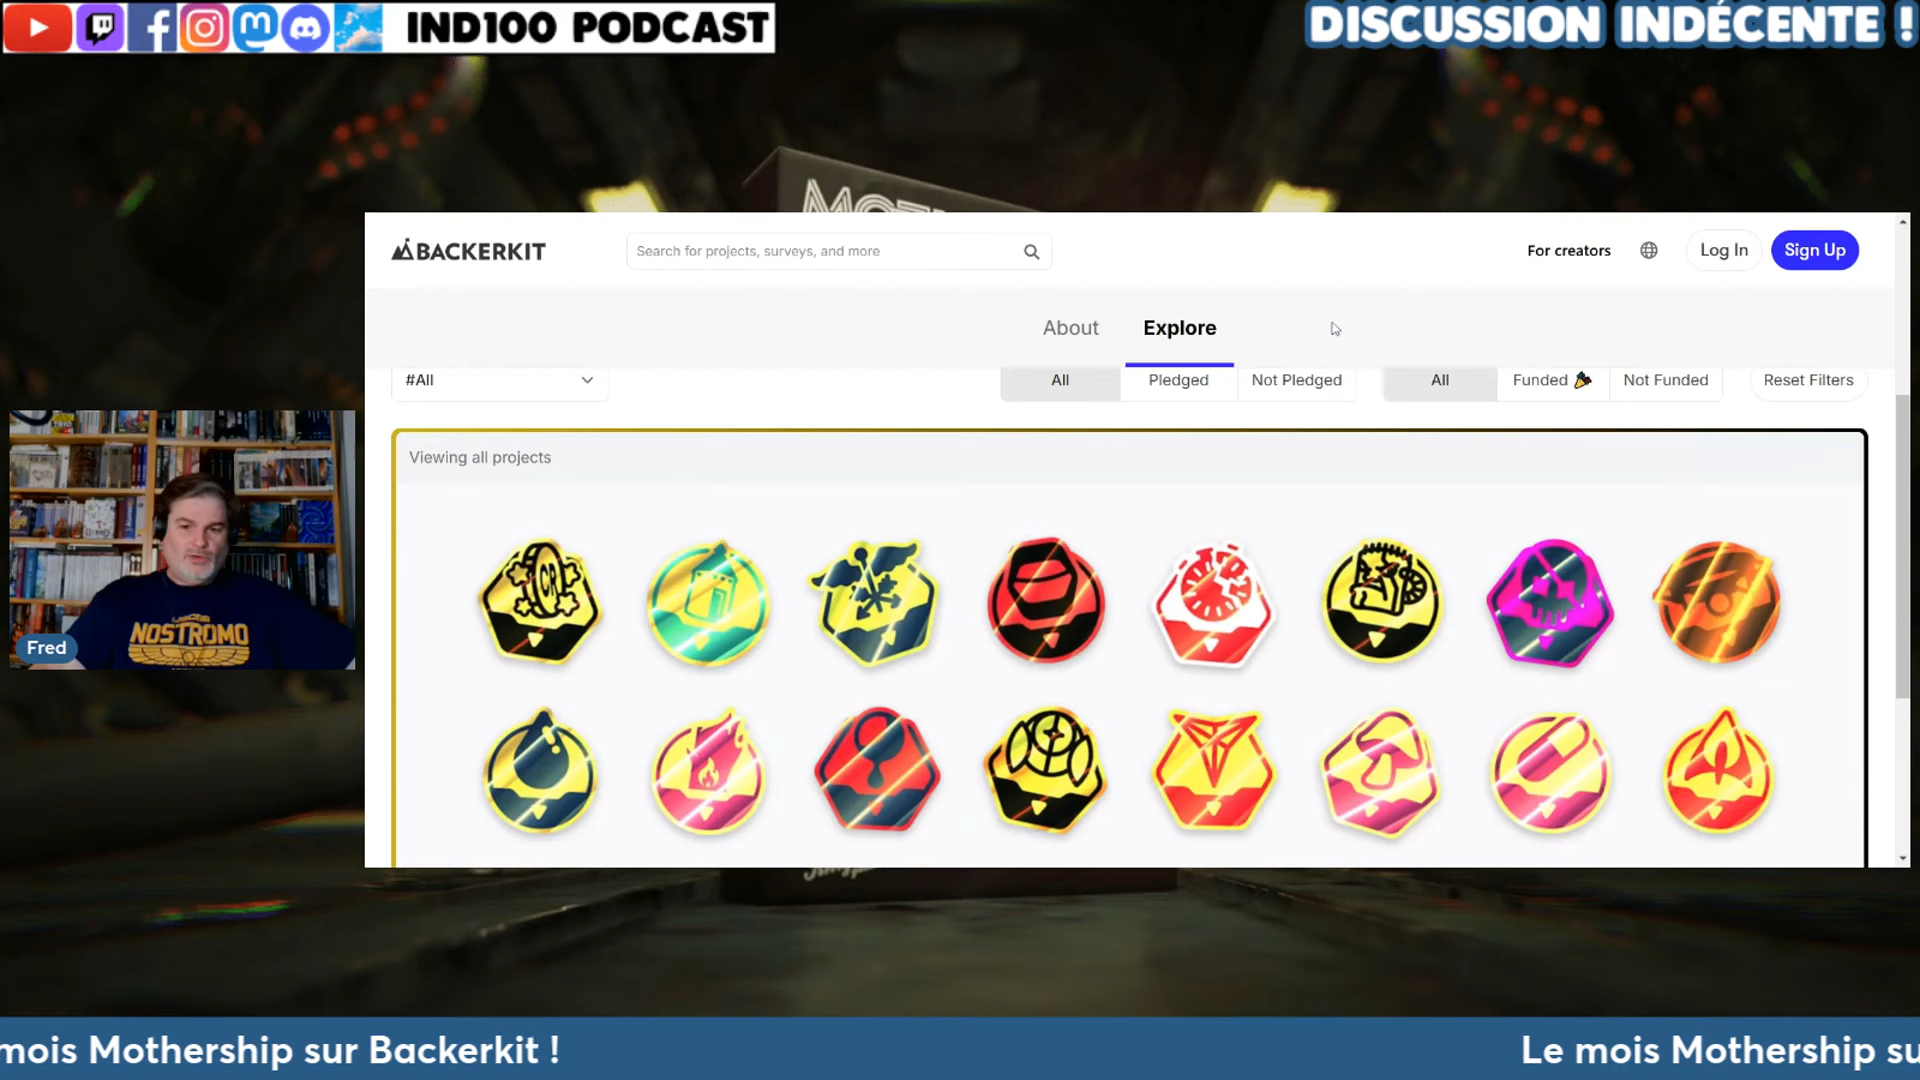 IND100 PODCAST
DISCUSSION INDÉCENTE !
BACKERKIT
Search for projects, surveys, and more
For creators
Log In
Sign Up
About
Explore
#All
All
Pledged
Not Pledged
All
Funded
Not Funded
Reset Filters
Viewing all projects
CR
NOSTROMO
Fred
mois Mothership sur Backerkit !
Le mois Mothership su